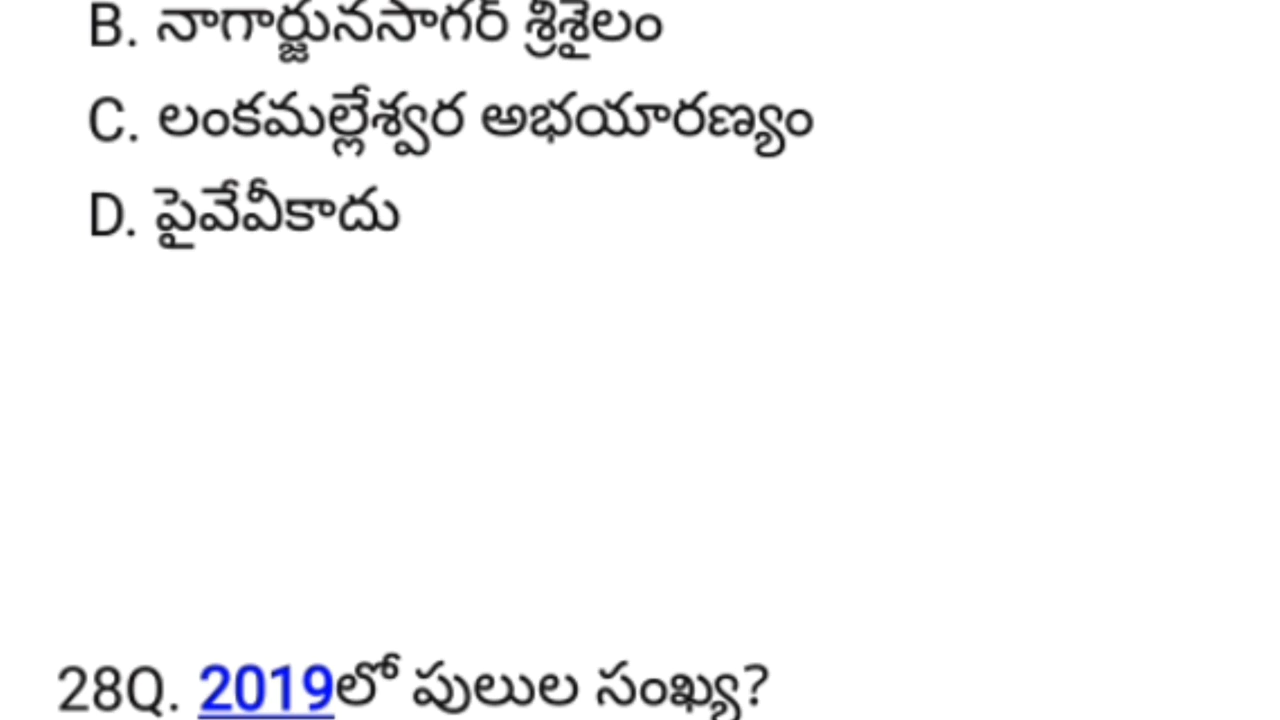 B. నాగార్జునసాగర్ శ్రీశైలం
C. లంకమల్లేశ్వర అభయారణ్యం
D. పైవేవీకాదు
28Q. 2019లో పులుల సంఖ్య?